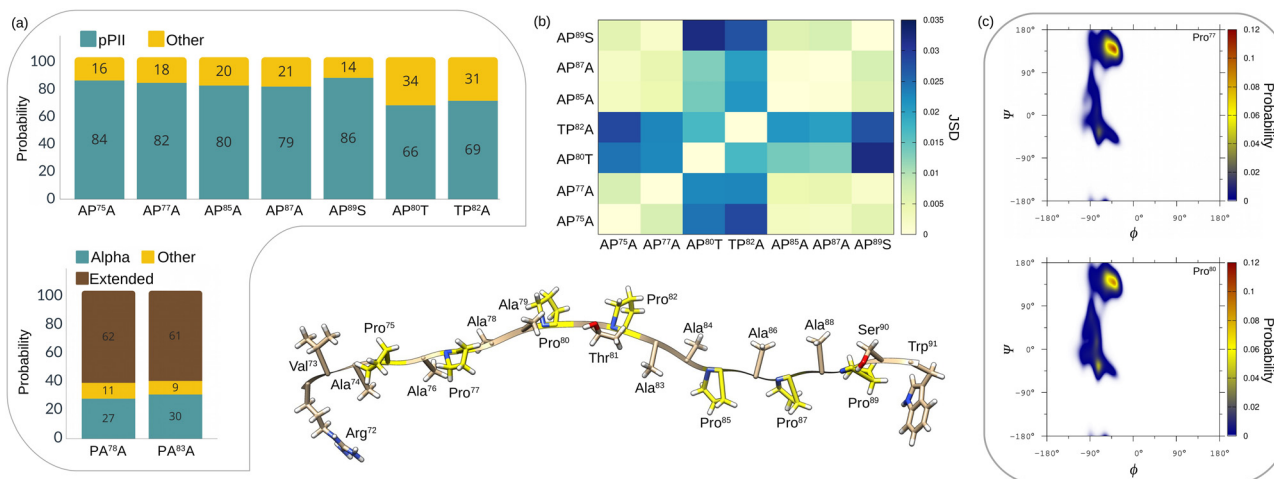 (a)
pPII Other
Probability
100
80
60
40
20
0
16 18 20 21 14 34 31
84 82 80 79 86 66 69
AP⁷⁵A AP⁷⁷A AP⁸⁵A AP⁸⁷A AP⁸⁹S AP⁸⁰T TP⁸²A
Alpha Other
Extended
Probability
100
80
60
40
20
0
62 61
11 9
27 30
PA⁷⁸A PA⁸³A
(b)
AP⁸⁹S
AP⁸⁷A
AP⁸⁵A
TP⁸²A
AP⁸⁰T
AP⁷⁷A
AP⁷⁵A
AP⁷⁵A AP⁷⁷A AP⁸⁰T TP⁸²A AP⁸⁵A AP⁸⁷A AP⁸⁹S
0.035
0.03
0.025
0.02
0.015
0.01
0.005
0
JSD
Arg⁷²
Val⁷³
Ala⁷⁴
Pro⁷⁵
Ala⁷⁶
Pro⁷⁷
Ala⁷⁸
Ala⁷⁹
Pro⁸⁰
Thr⁸¹
Pro⁸²
Ala⁸³
Ala⁸⁴
Pro⁸⁵
Ala⁸⁶
Pro⁸⁷
Ala⁸⁸
Pro⁸⁹
Ser⁹⁰
Trp⁹¹
(c)
Pro⁷⁷
180°
90°
0°
−90°
−180°
Ψ
−180° −90° 0° 90° 180°
ϕ
0.12
0.1
0.08
0.06
0.04
0.02
0
Probability
Pro⁸⁰
180°
90°
0°
−90°
−180°
Ψ
−180° −90° 0° 90° 180°
ϕ
0.12
0.1
0.08
0.06
0.04
0.02
0
Probability